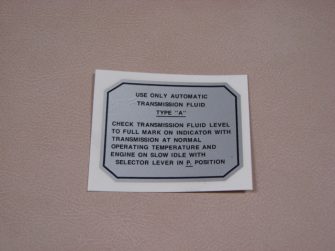 USE ONLY AUTOMATIC
TRANSMISSION FLUID
TYPE "A"
CHECK TRANSMISSION FLUID LEVEL
TO FULL MARK ON INDICATOR WITH
TRANSMISSION AT NORMAL
OPERATING TEMPERATURE AND
ENGINE ON SLOW IDLE WITH
SELECTOR LEVER IN P. POSITION